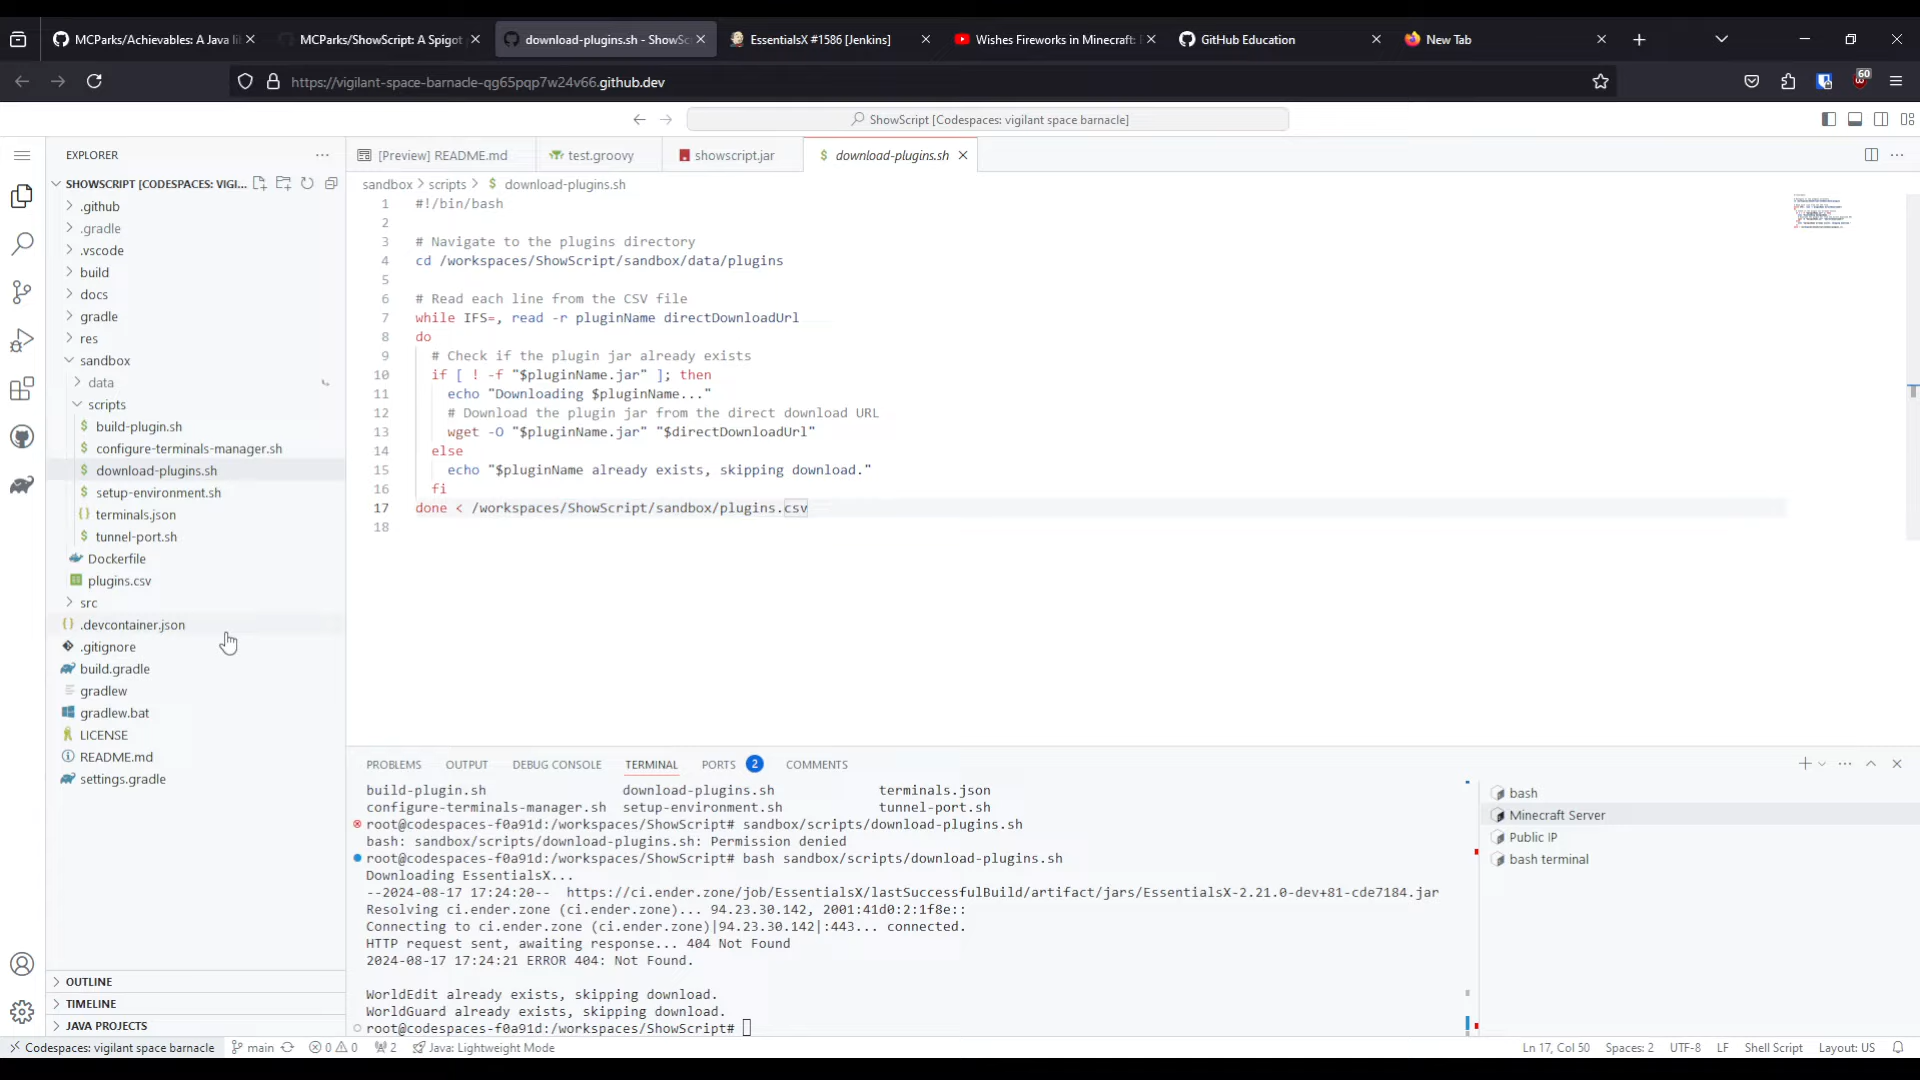 MCParks/Achievables: A Java li
MCParks/ShowScript: A Spigot
download-plugins.sh - ShowSc
EssentialsX #1586 [Jenkins]
Wishes Fireworks in Minecraft:
GitHub Education
New Tab
https://vigilant-space-barnacle-qg65pqp7w24v66.github.dev
60
ShowScript [Codespaces: vigilant space barnacle]
EXPLORER
[Preview] README.md
test.groovy
showscript.jar
download-plugins.sh
SHOWSCRIPT [CODESPACES: VIGI...
sandbox > scripts > $ download-plugins.sh
.github
.gradle
.vscode
build
docs
gradle
res
sandbox
data
scripts
$ build-plugin.sh
$ configure-terminals-manager.sh
$ download-plugins.sh
$ setup-environment.sh
{} terminals.json
$ tunnel-port.sh
Dockerfile
plugins.csv
src
{} .devcontainer.json
.gitignore
build.gradle
gradlew
gradlew.bat
LICENSE
README.md
settings.gradle
OUTLINE
TIMELINE
JAVA PROJECTS
1 #!/bin/bash
2
3 # Navigate to the plugins directory
4 cd /workspaces/ShowScript/sandbox/data/plugins
5
6 # Read each line from the CSV file
7 while IFS=, read -r pluginName directDownloadUrl
8 do
9 # Check if the plugin jar already exists
10 if [ ! -f "$pluginName.jar" ]; then
11 echo "Downloading $pluginName..."
12 # Download the plugin jar from the direct download URL
13 wget -O "$pluginName.jar" "$directDownloadUrl"
14 else
15 echo "$pluginName already exists, skipping download."
16 fi
17 done < /workspaces/ShowScript/sandbox/plugins.csv
18
PROBLEMS OUTPUT DEBUG CONSOLE TERMINAL PORTS 2 COMMENTS
build-plugin.sh download-plugins.sh terminals.json
configure-terminals-manager.sh setup-environment.sh tunnel-port.sh
root@codespaces-f0a91d:/workspaces/ShowScript# sandbox/scripts/download-plugins.sh
bash: sandbox/scripts/download-plugins.sh: Permission denied
root@codespaces-f0a91d:/workspaces/ShowScript# bash sandbox/scripts/download-plugins.sh
Downloading EssentialsX...
--2024-08-17 17:24:20-- https://ci.ender.zone/job/EssentialsX/lastSuccessfulBuild/artifact/jars/EssentialsX-2.21.0-dev+81-cde7184.jar
Resolving ci.ender.zone (ci.ender.zone)... 94.23.30.142, 2001:41d0:2:1f8e::
Connecting to ci.ender.zone (ci.ender.zone)|94.23.30.142|:443... connected.
HTTP request sent, awaiting response... 404 Not Found
2024-08-17 17:24:21 ERROR 404: Not Found.
WorldEdit already exists, skipping download.
WorldGuard already exists, skipping download.
root@codespaces-f0a91d:/workspaces/ShowScript#
bash
Minecraft Server
Public IP
bash terminal
Codespaces: vigilant space barnacle main 0 0 2 Java: Lightweight Mode Ln 17, Col 50 Spaces: 2 UTF-8 LF Shell Script Layout: US